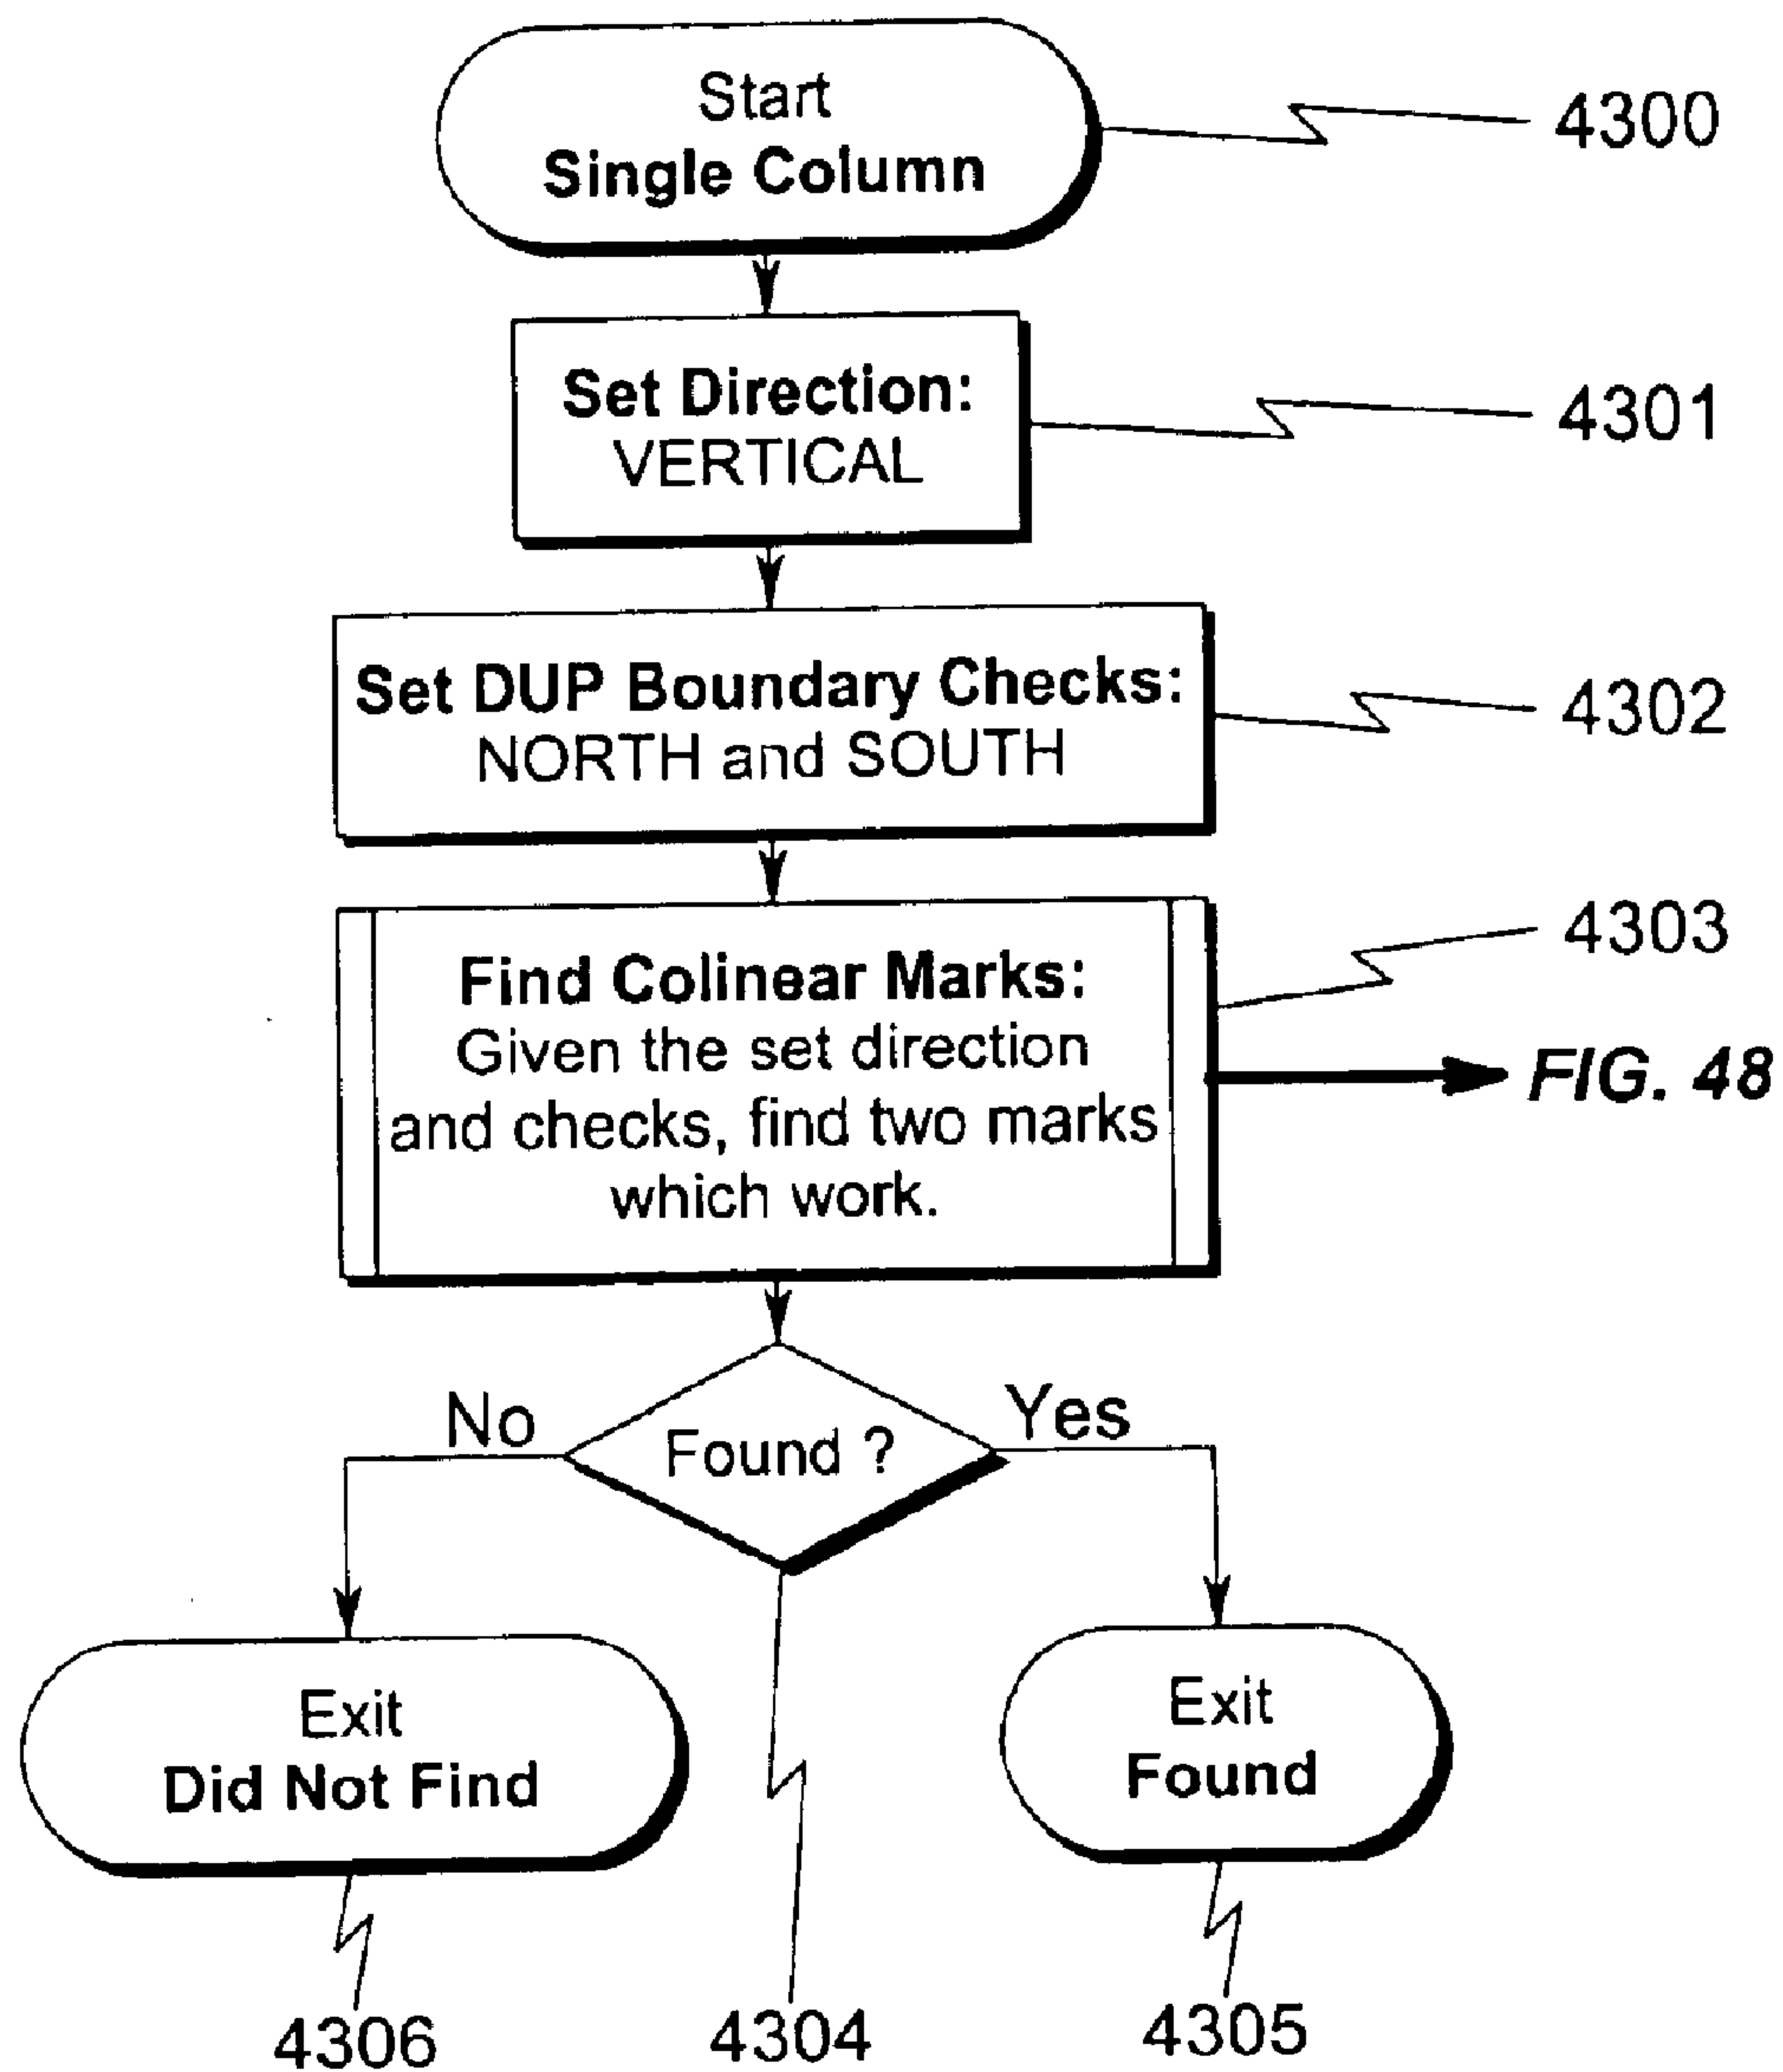 Start
Single Column
4300
Set Direction:
VERTICAL
4301
Set DUP Boundary Checks:
NORTH and SOUTH
4302
Find Colinear Marks:
Given the set direction
and checks, find two marks
which work.
4303
FIG. 48
No
Found ?
Yes
Exit
Did Not Find
Exit
Found
4306
4304
4305